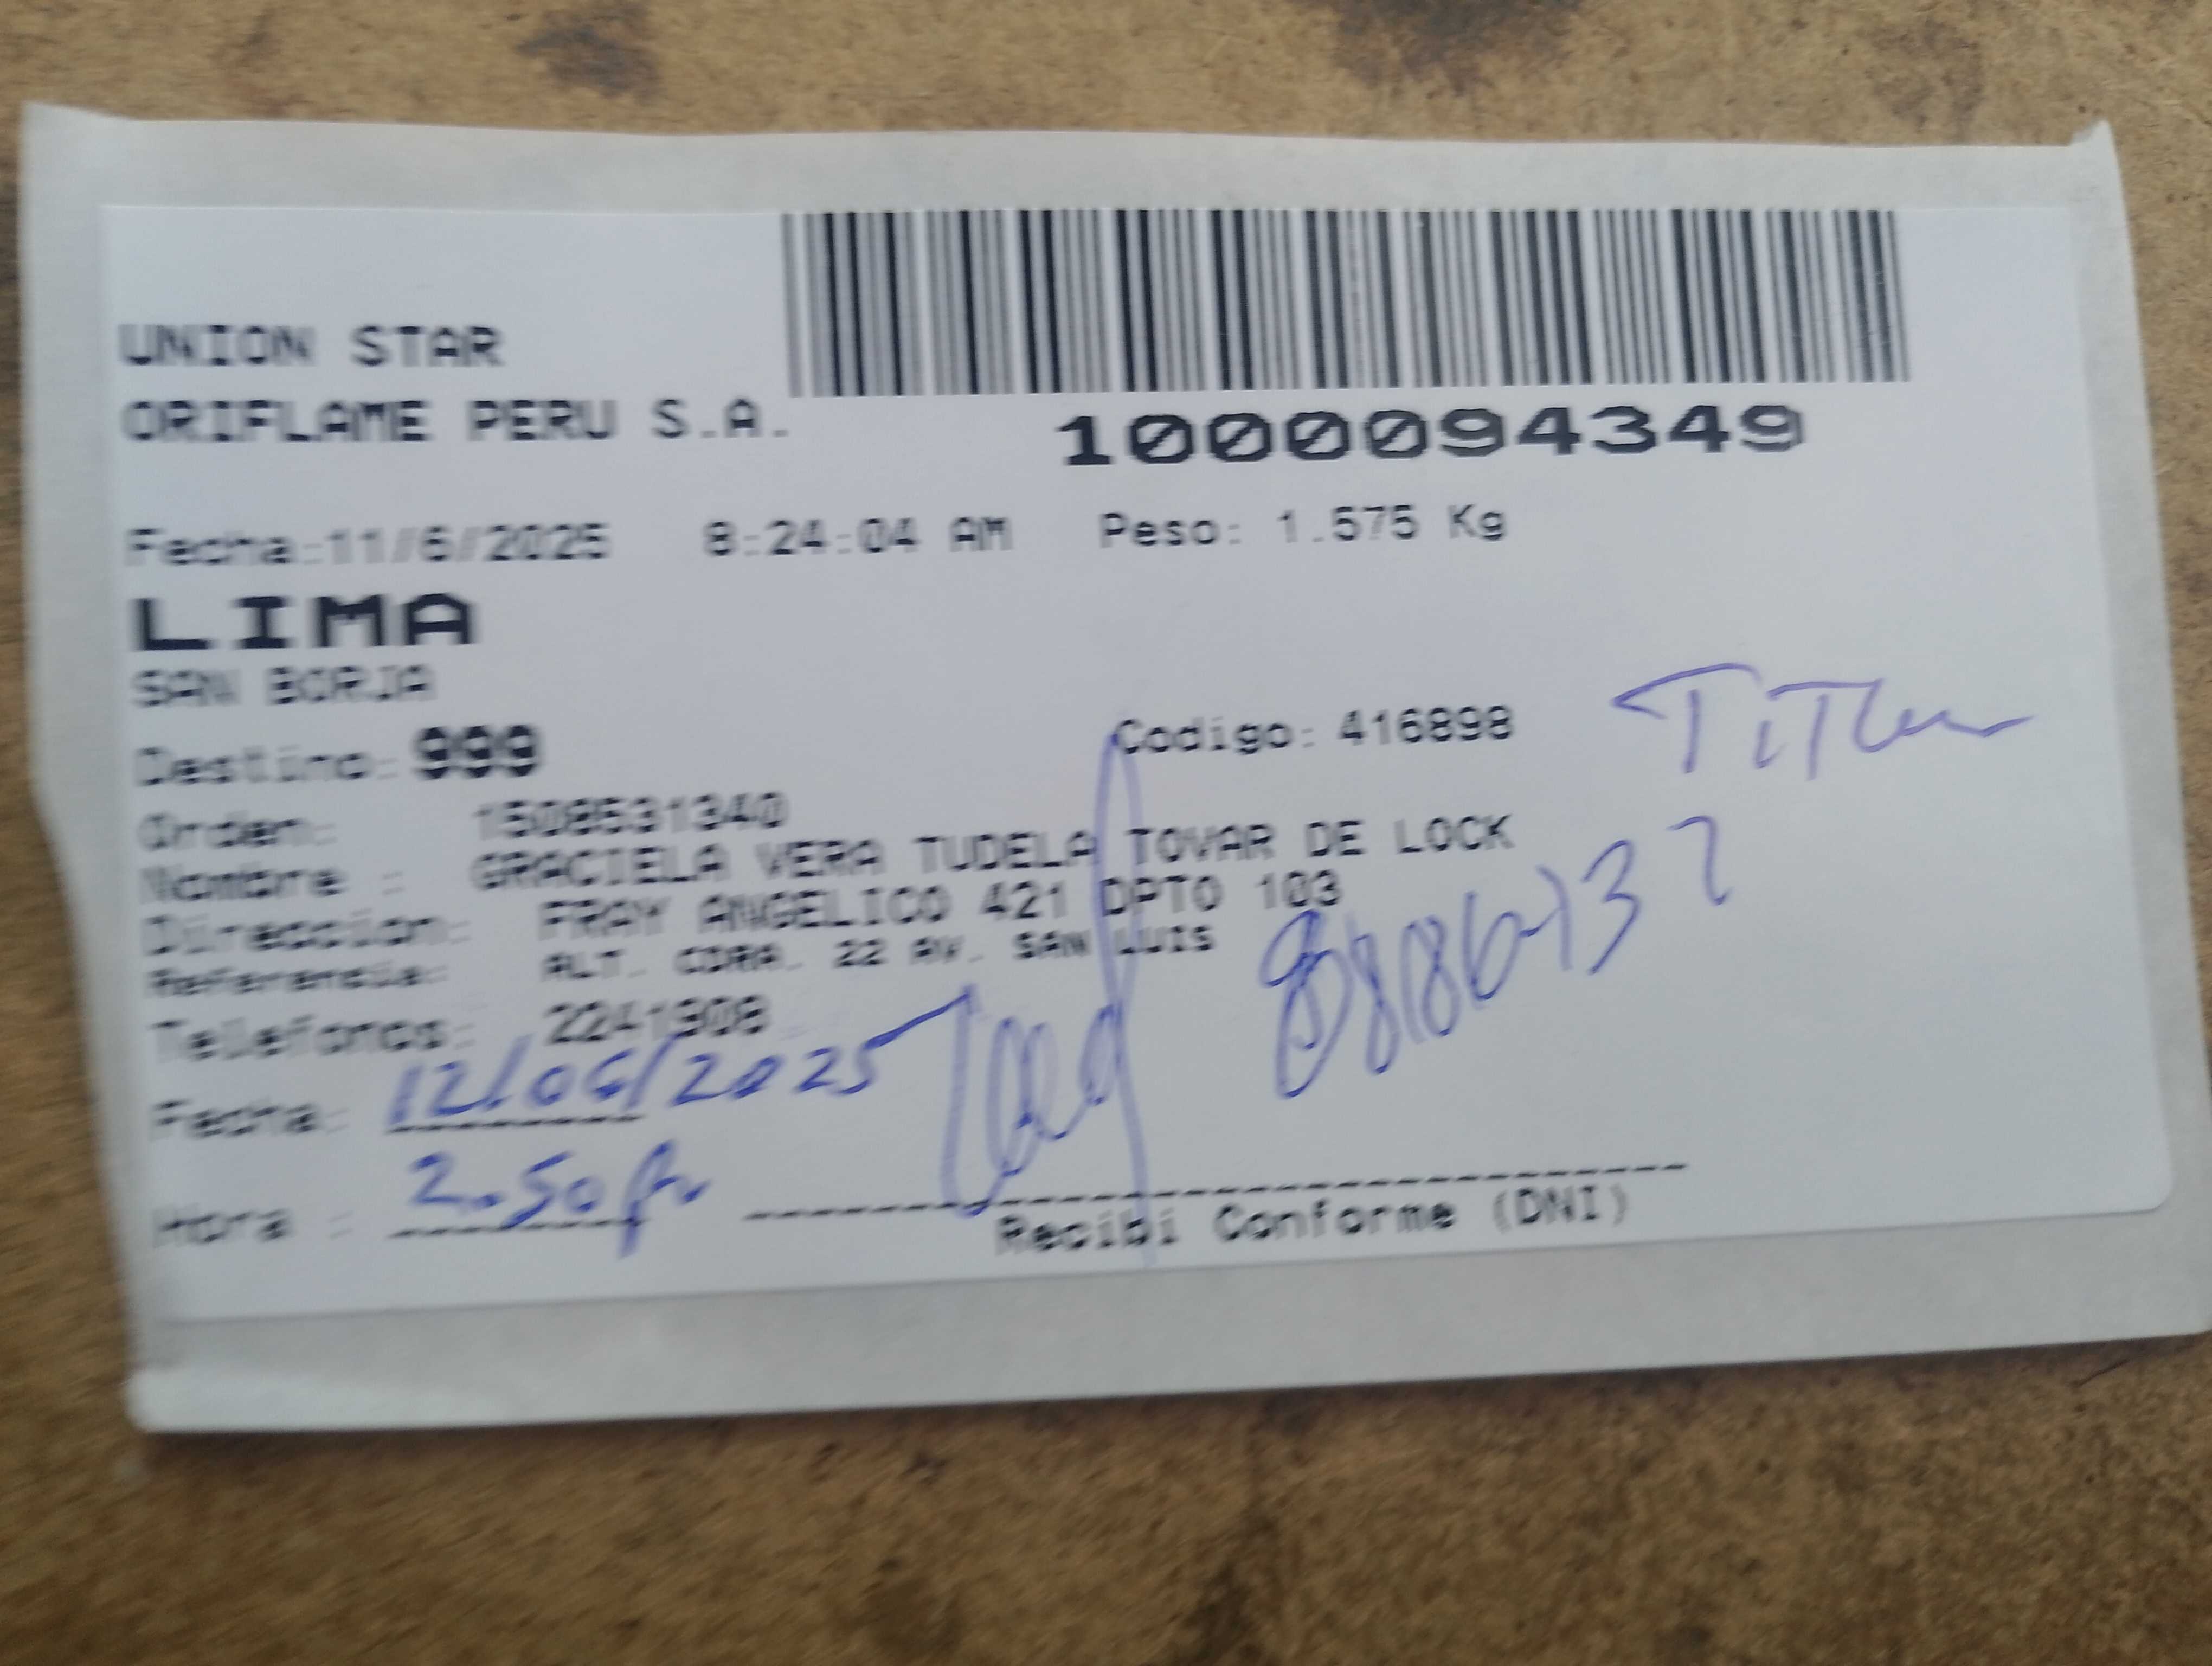 UNION STAR
ORIFLAME PERU S.A.
1000094349
Fecha:11/6/2025 8:24:04 AM Peso: 1.575 Kg
LIMA
SAN BORJA
Destino: 999 Codigo: 416898 TiTular
Orden: 1508531340
Nombre : GRACIELA VERA TUDELA TOVAR DE LOCK
Direccion: FRAY ANGELICO 421 DPTO 103
Referencia: ALT. CDRA. 22 AV. SAN LUIS
Telefonos: 2241908
Fecha: 12/06/2025
Hora : 2.50 p.
Recibi Conforme (DNI)